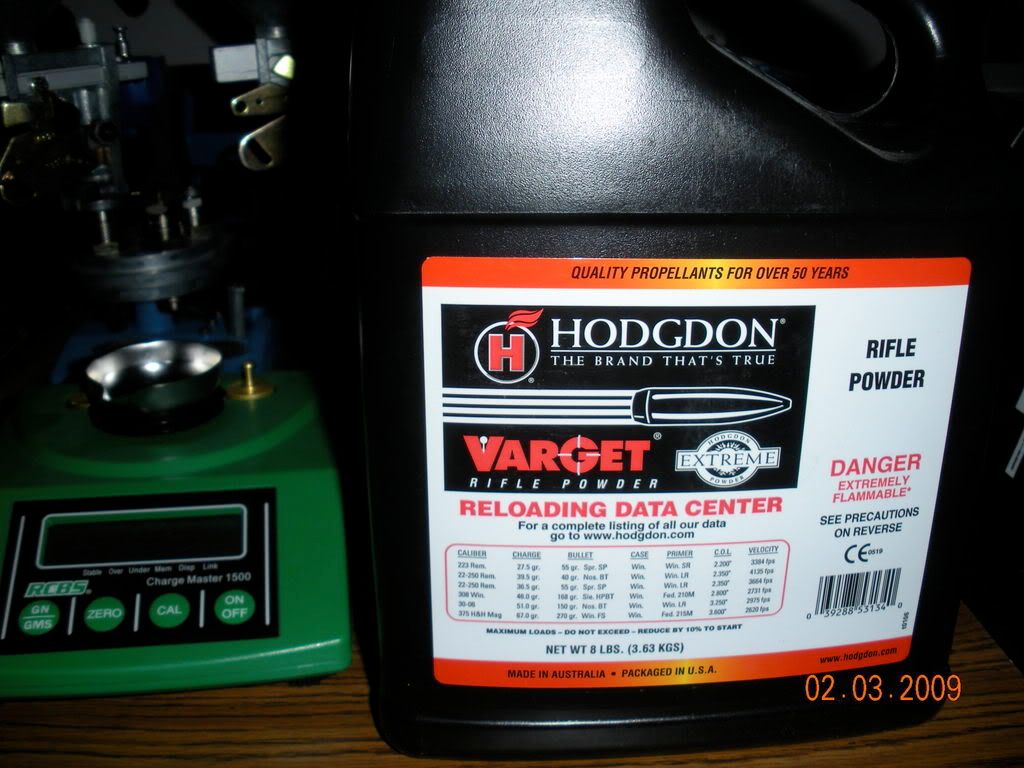 QUALITY PROPELLANTS FOR OVER 50 YEARS
H HODGDON®
THE BRAND THAT'S TRUE
®
VARGET®
RIFLE POWDER
HODGDON
EXTREME
POWDER
RIFLE
POWDER
RELOADING DATA CENTER
For a complete listing of all our data
go to www.hodgdon.com
DANGER
EXTREMELY
FLAMMABLE*
SEE PRECAUTIONS
ON REVERSE
CE 0519
CALIBER CHARGE BULLET CASE PRIMER C.O.L. VELOCITY
223 Rem. 27.5 gr. 55 gr. Spr. SP Win. Win. SR 2.200" 3384 fps
22-250 Rem. 39.5 gr. 40 gr. Nos. BT Win. Win. LR 2.350" 4135 fps
22-250 Rem. 36.5 gr. 55 gr. Spr. SP Win. Win. LR 2.350" 3664 fps
308 Win 46.0 gr. 168 gr. Sie. HPBT Win. Fed. 210M 2.800" 2731 fps
30-06 51.0 gr. 150 gr. Nos. BT Win. Win. LR 3.250" 2975 fps
375 H&H Mag 67.0 gr. 270 gr. Win. FS Win. Fed. 215M 3.600" 2620 fps
MAXIMUM LOADS – DO NOT EXCEED – REDUCE BY 10% TO START
NET WT 8 LBS. (3.63 KGS)
0 39288 53134 0
www.hodgdon.com
MADE IN AUSTRALIA • PACKAGED IN U.S.A.
Stable Over Under Mem Disp Link
RCBS® Charge Master 1500
GN/GMS
ZERO
CAL
ON
OFF
02.03.2009